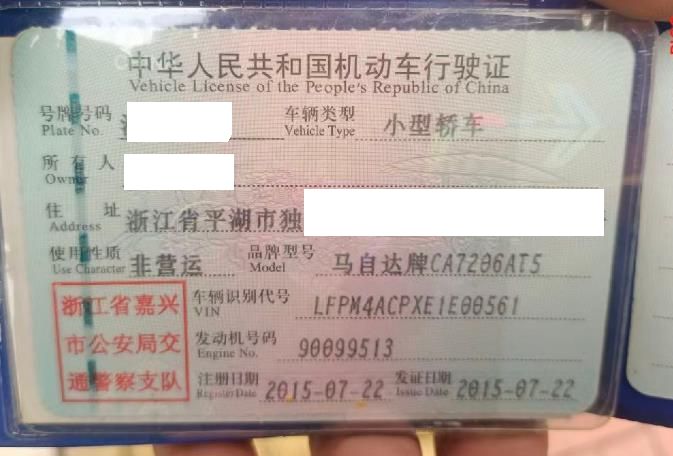 中华人民共和国机动车行驶证
Vehicle License of the People's Republic of China
号牌号码 车辆类型 小型轿车
Plate No. Vehicle Type
所有人
Owner
住址 浙江省平湖市独
Address
使用性质 非营运 品牌型号 马自达牌CA7206AT5
Use Character Model
浙江省嘉兴
市公安局交
通警察支队
车辆识别代号 LFPM4ACPXE1E00561
VIN
发动机号码 90099513
Engine No.
注册日期 2015-07-22 发证日期 2015-07-22
Register Date Issue Date